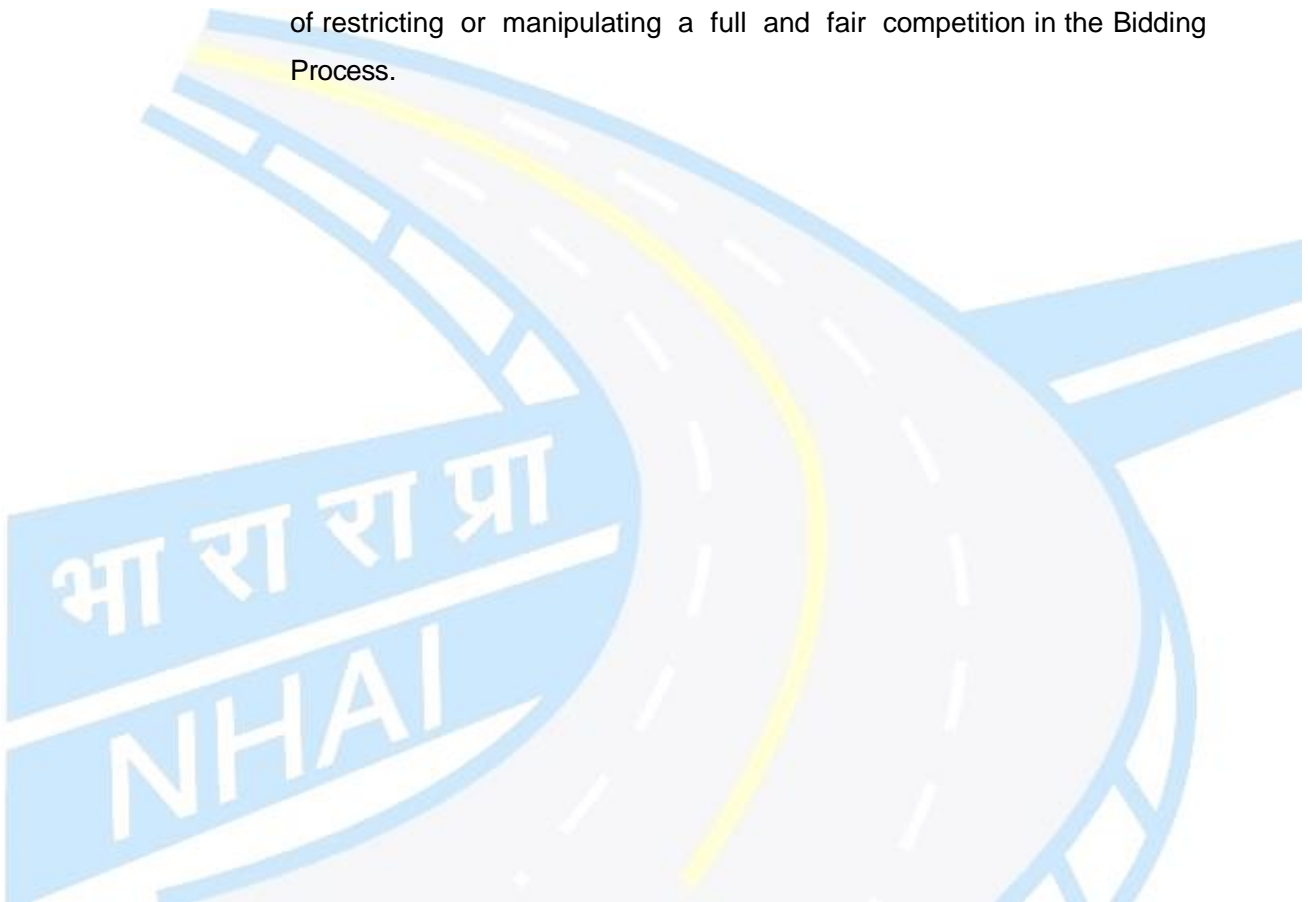 of restricting or manipulating a full and fair competition in the Bidding
Process.
भा रा रा प्रा
NHAI